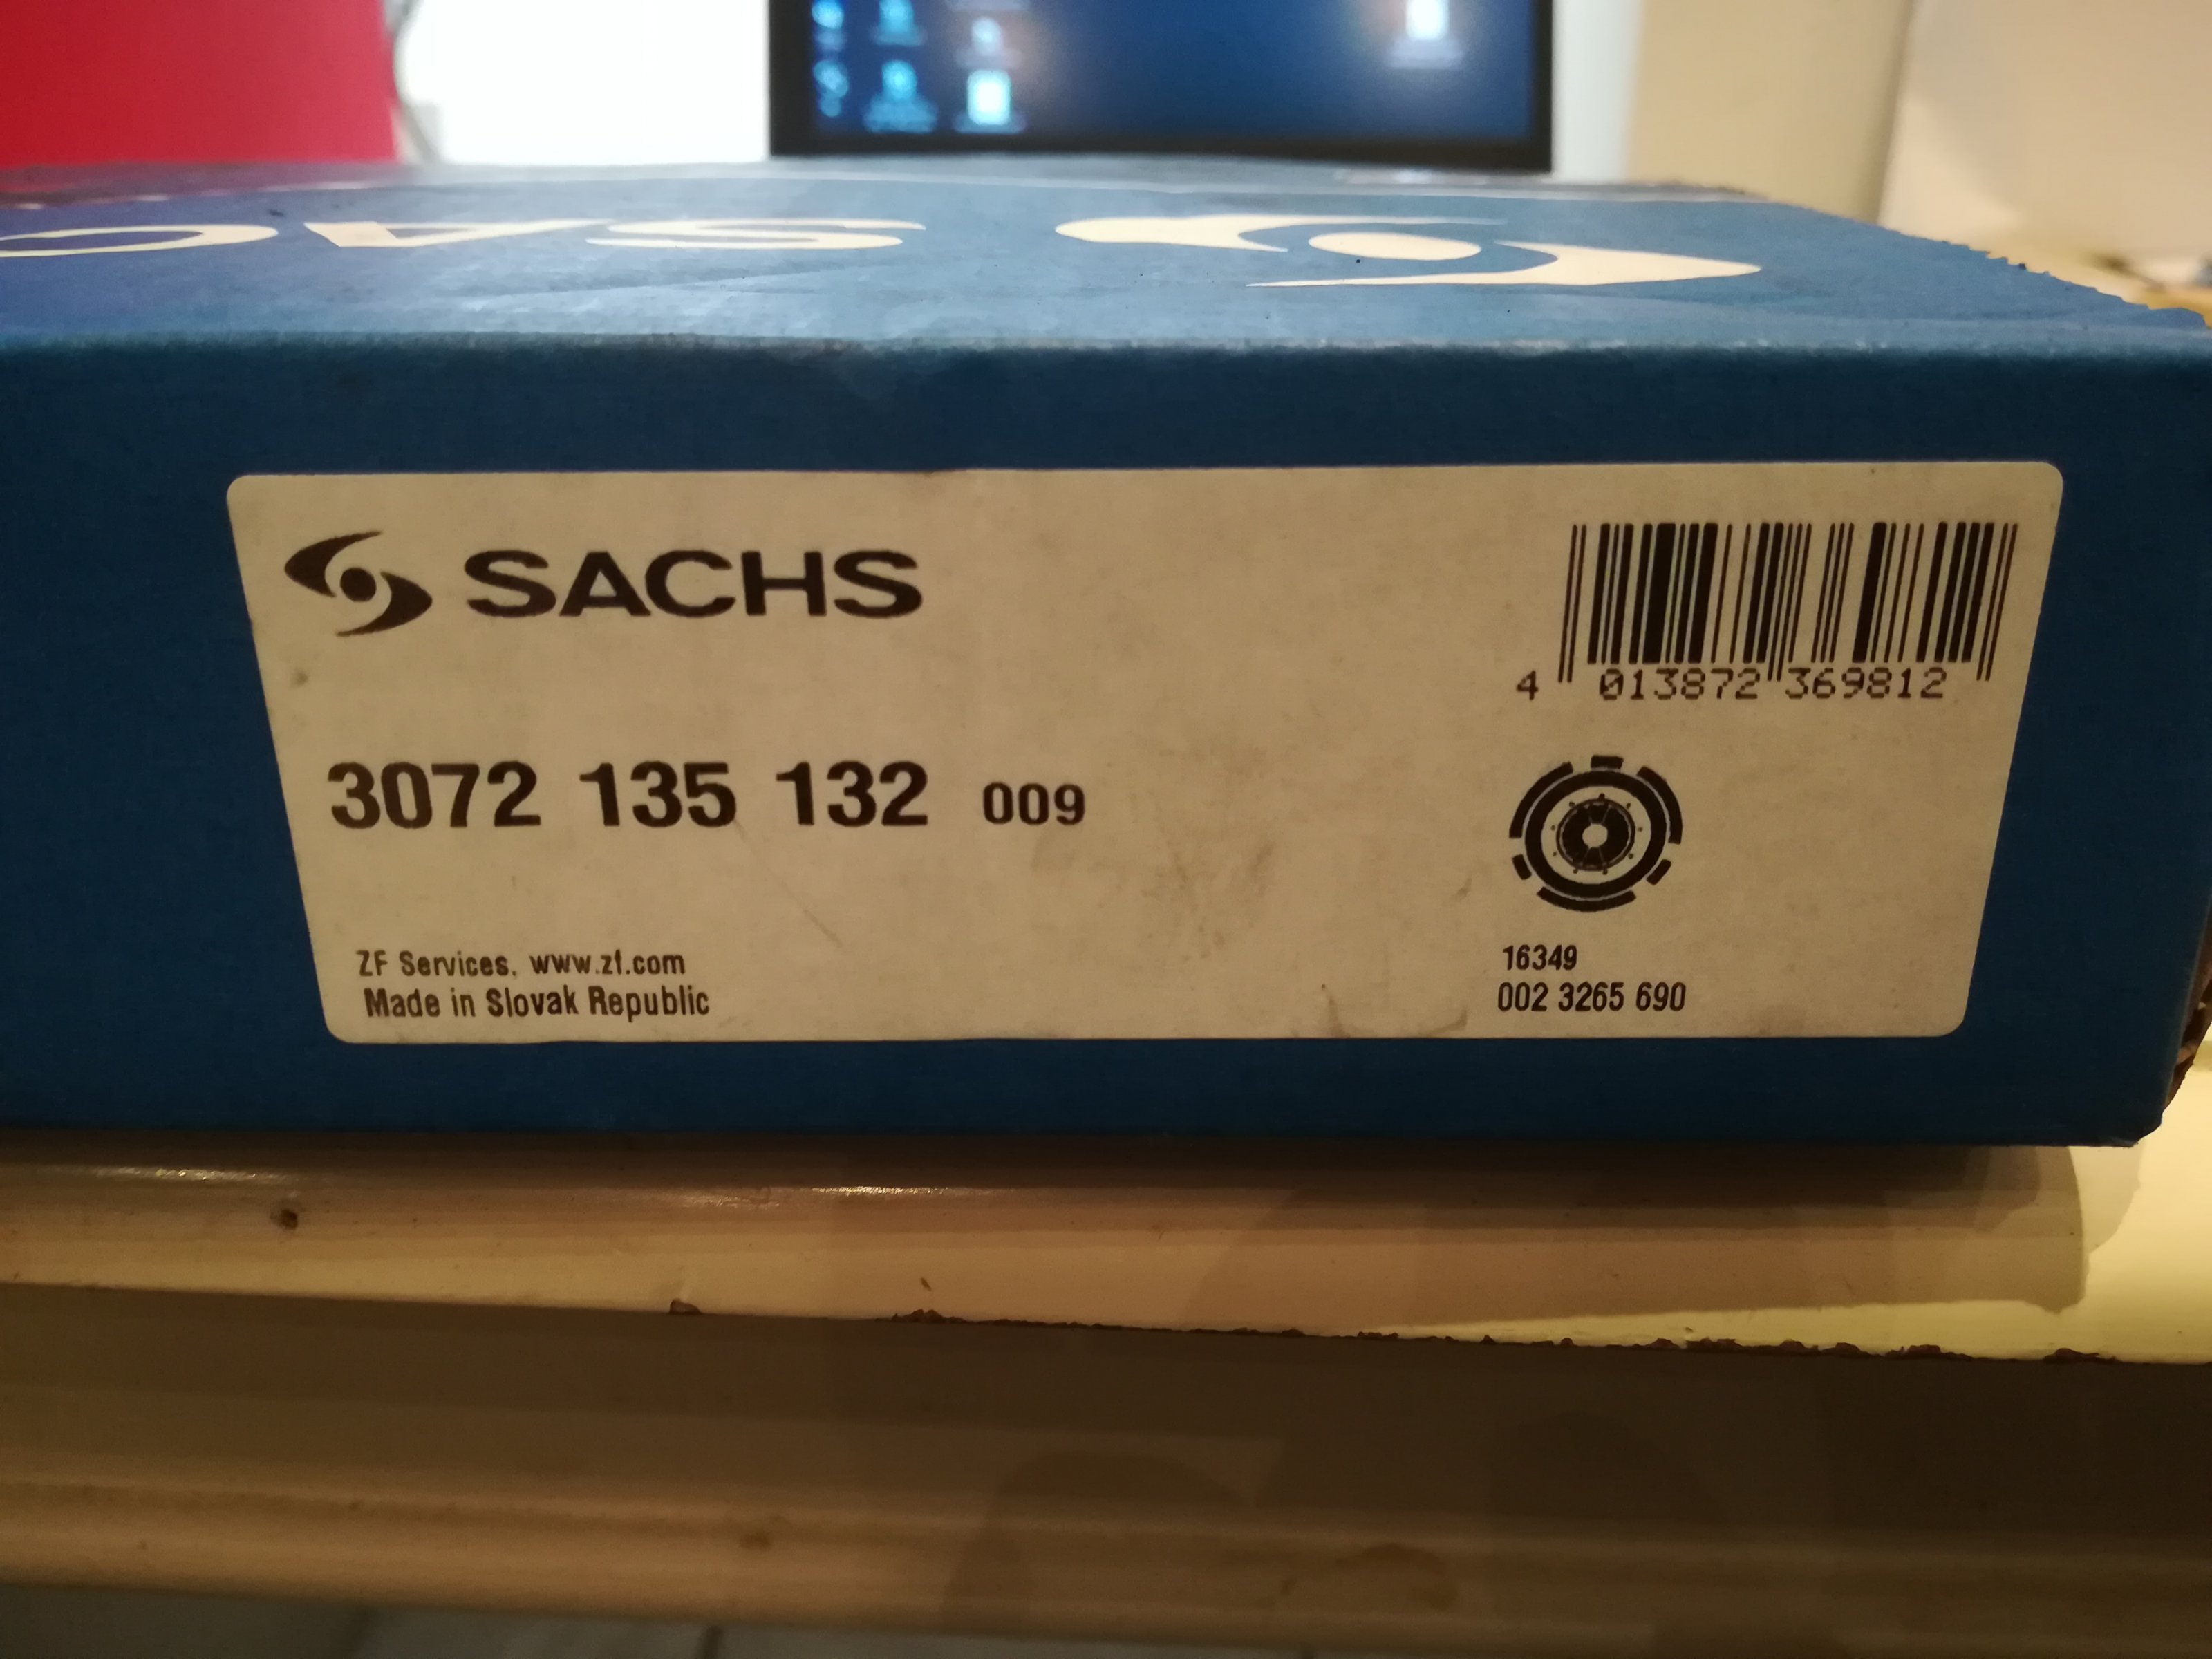 SAC
SACHS
4 013872 369812
3072 135 132 009
ZF Services, www.zf.com
Made in Slovak Republic
16349
002 3265 690